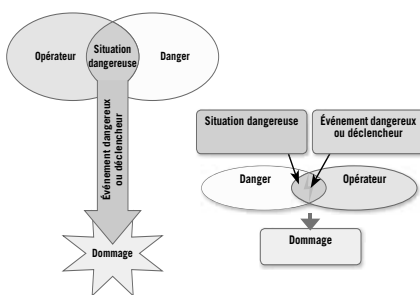 Opérateur
Situation
dangereuse
Danger
Événement dangereux
ou déclencheur
Dommage
Situation dangereuse
Événement dangereux
ou déclencheur
Danger
Opérateur
Dommage